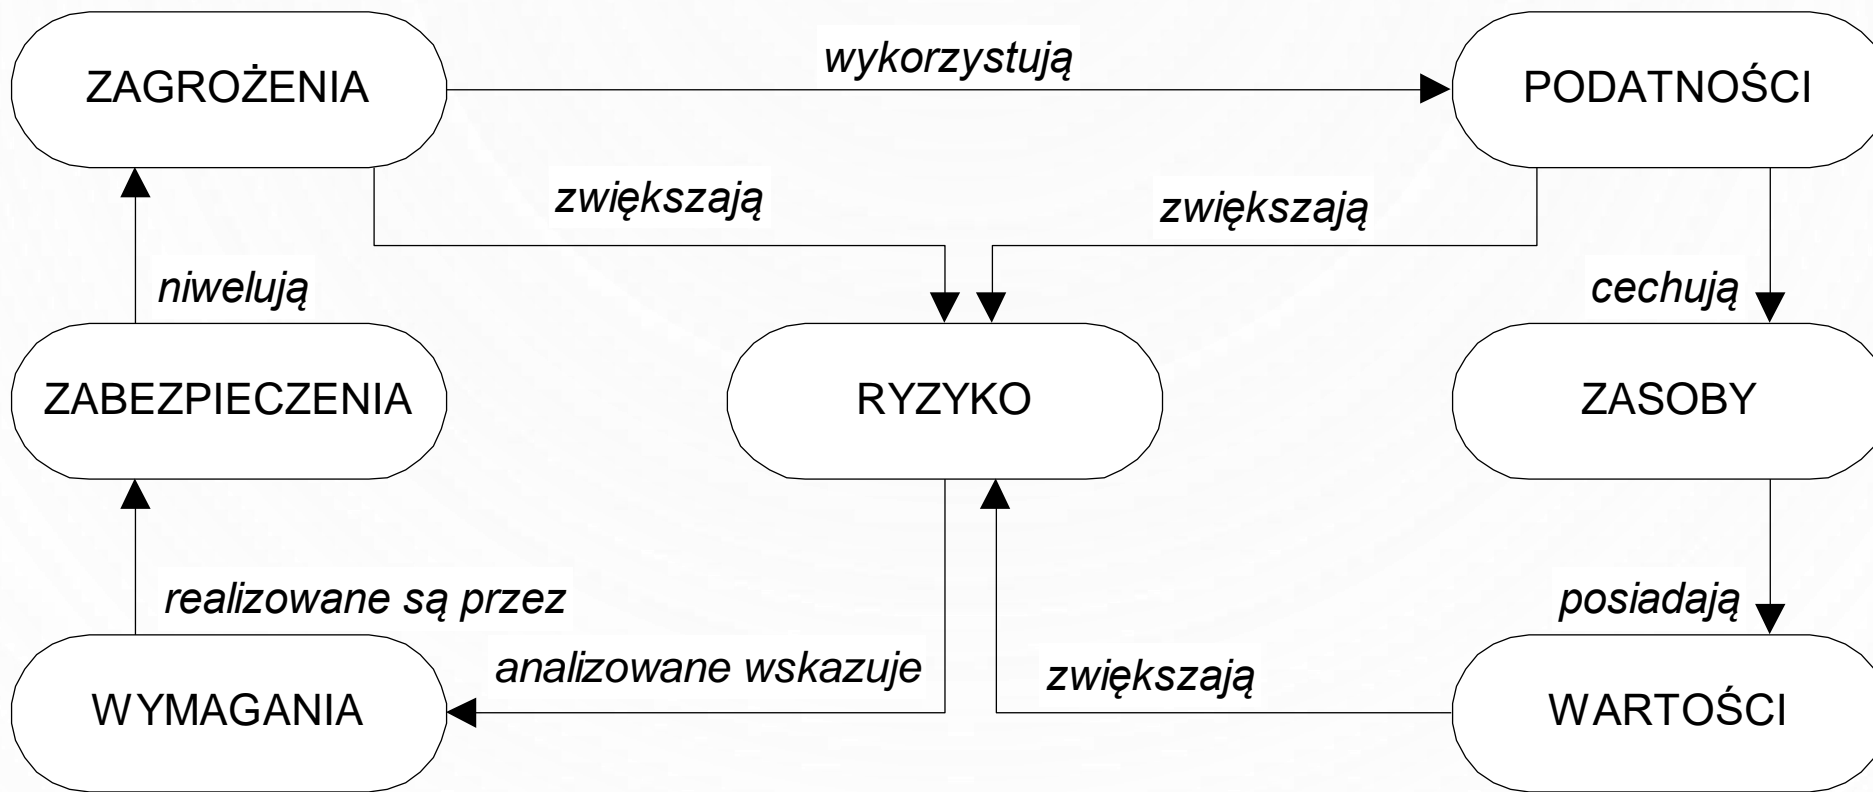 ZAGROŻENIA
wykorzystują
PODATNOŚCI
zwiększają
zwiększają
niwelują
cechują
ZABEZPIECZENIA
RYZYKO
ZASOBY
realizowane są przez
posiadają
analizowane wskazuje
zwiększają
WYMAGANIA
WARTOŚCI